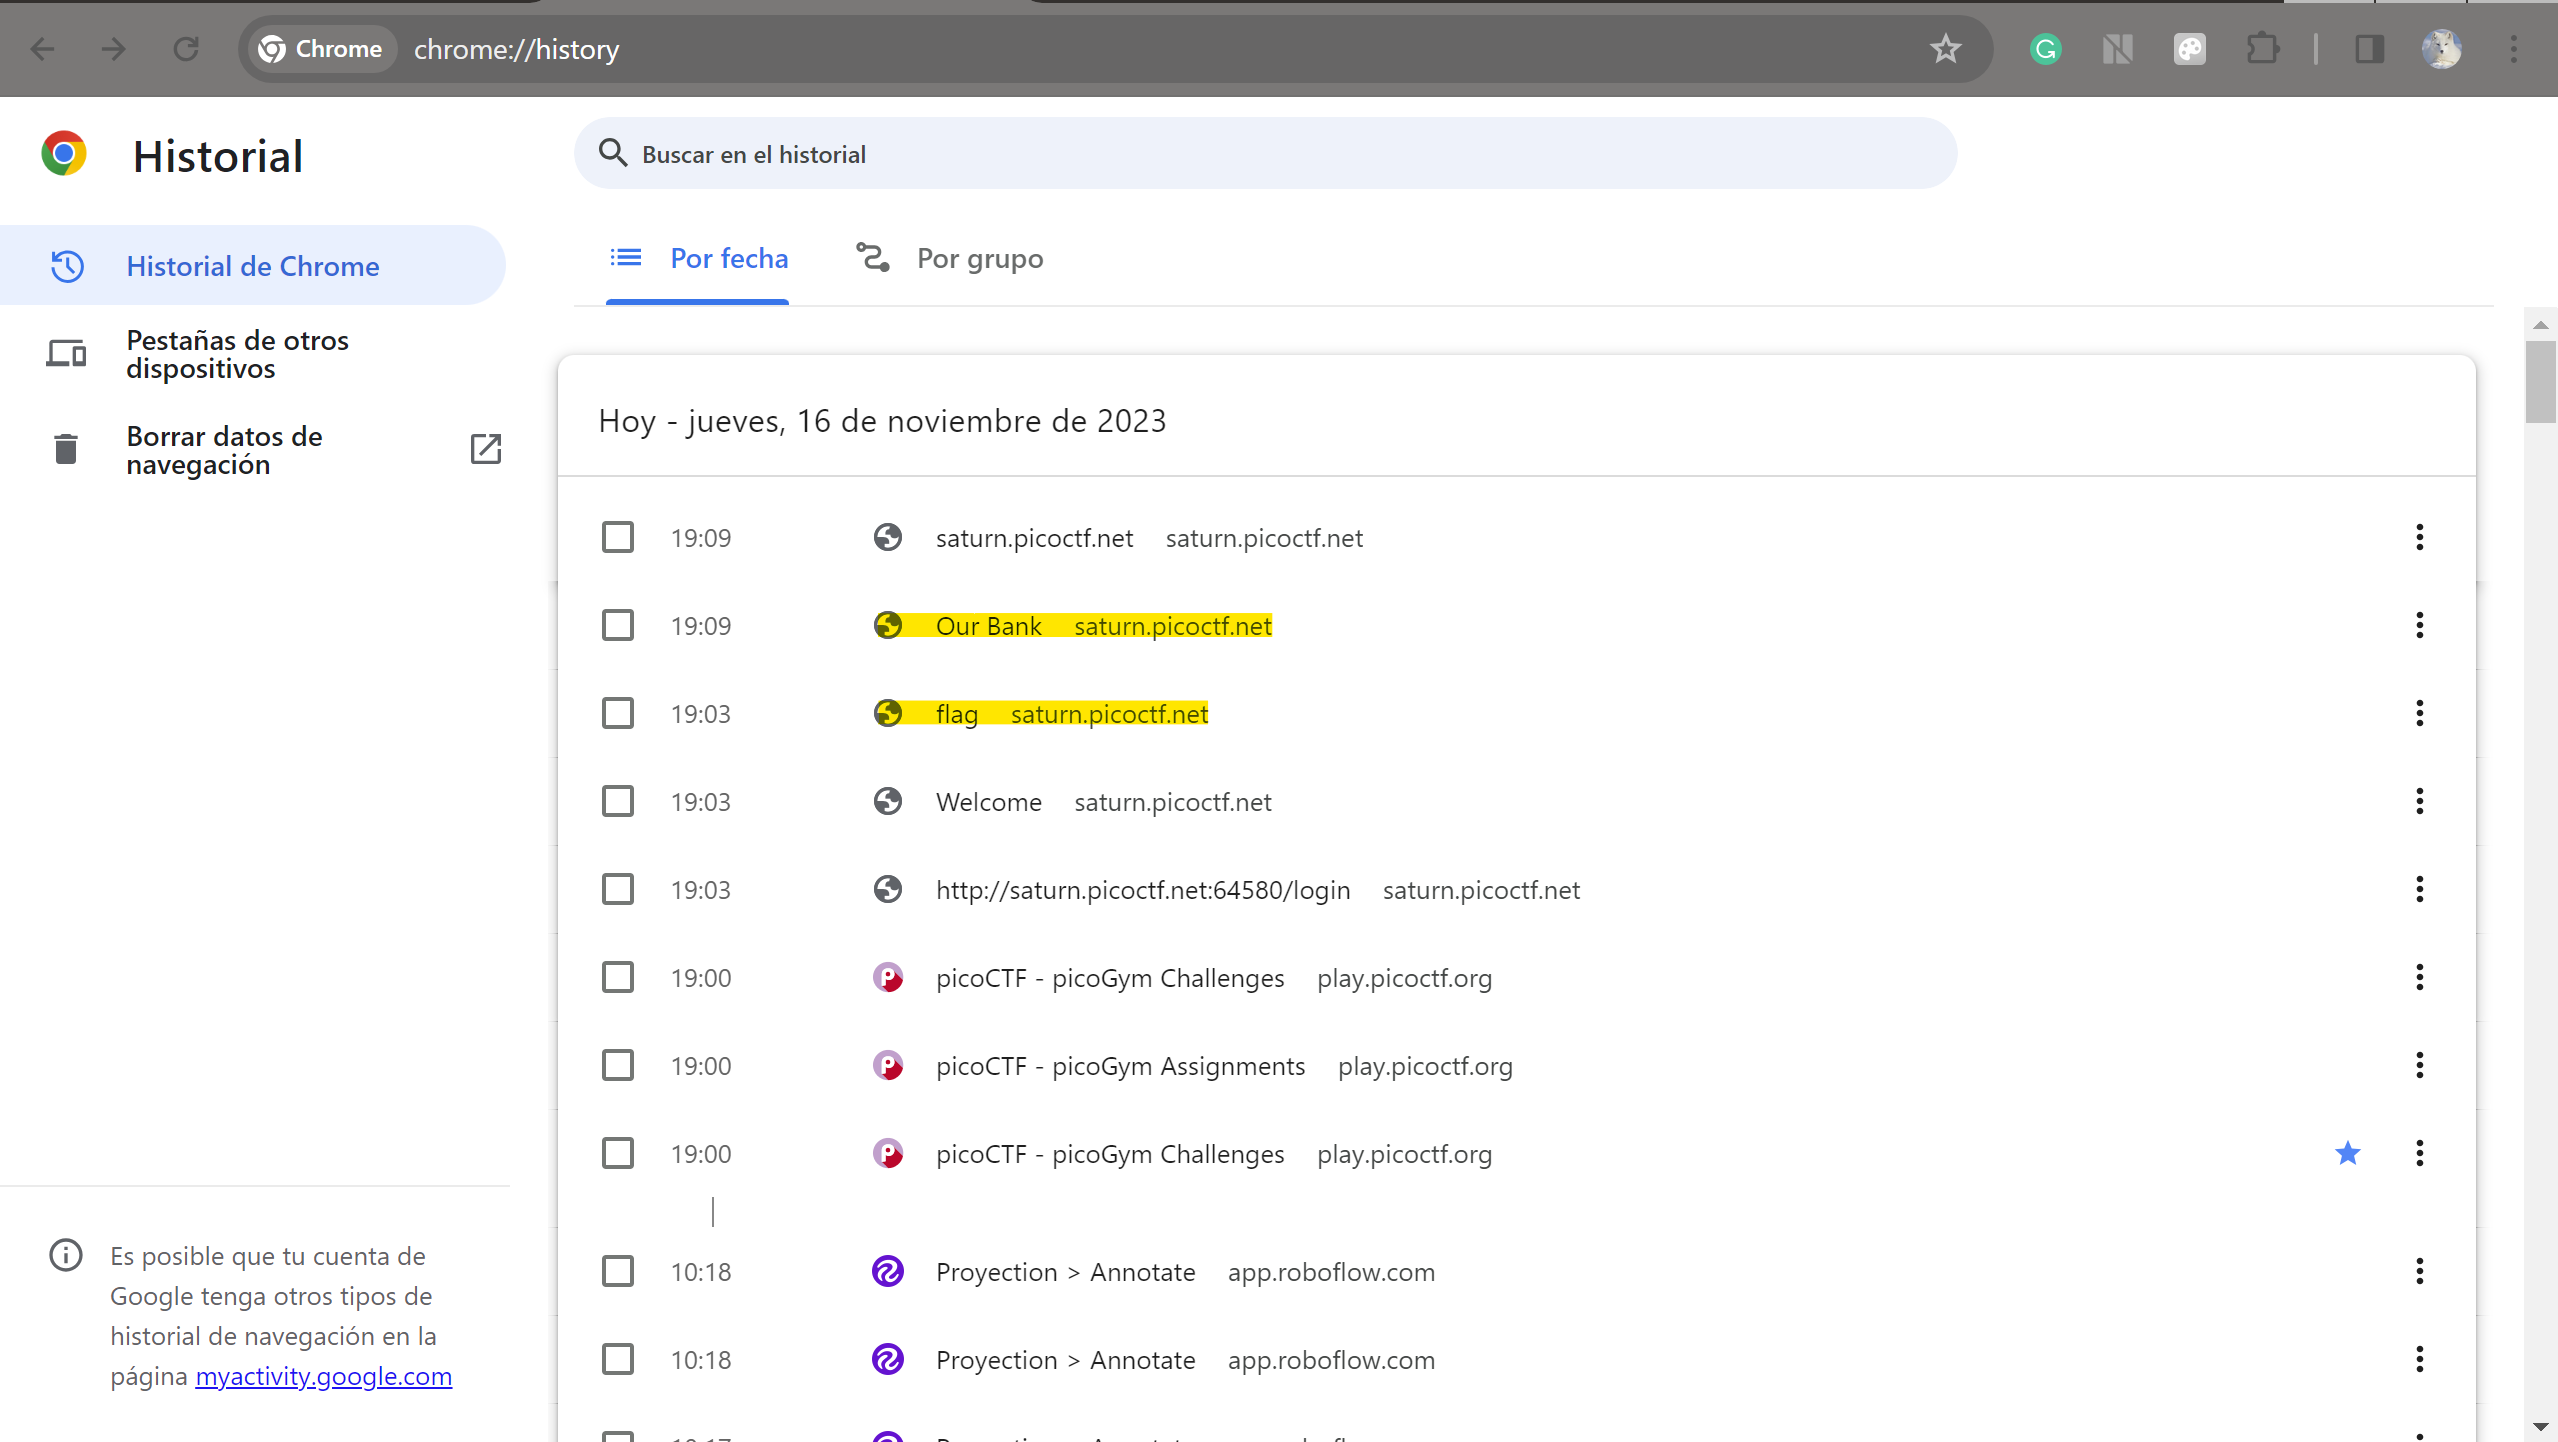 Chrome chrome://history
Historial
Buscar en el historial
Historial de Chrome
Pestañas de otros
dispositivos
Borrar datos de
navegación
Es posible que tu cuenta de
Google tenga otros tipos de
historial de navegación en la
página myactivity.google.com
Por fecha Por grupo
Hoy - jueves, 16 de noviembre de 2023
19:09 saturn.picoctf.net saturn.picoctf.net
19:09 Our Bank saturn.picoctf.net
19:03 flag saturn.picoctf.net
19:03 Welcome saturn.picoctf.net
19:03 http://saturn.picoctf.net:64580/login saturn.picoctf.net
19:00 picoCTF - picoGym Challenges play.picoctf.org
19:00 picoCTF - picoGym Assignments play.picoctf.org
19:00 picoCTF - picoGym Challenges play.picoctf.org
10:18 Proyection > Annotate app.roboflow.com
10:18 Proyection > Annotate app.roboflow.com